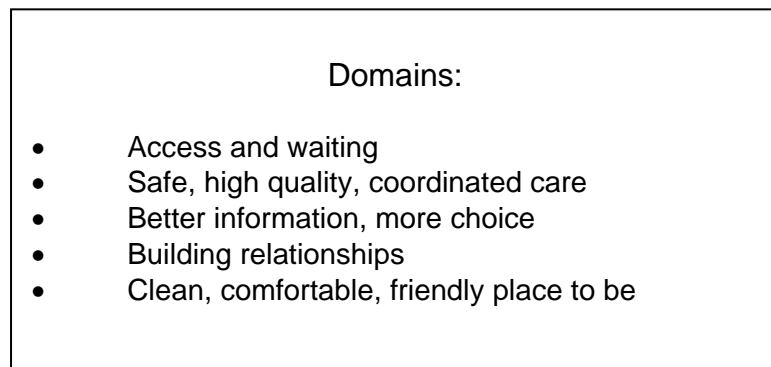 Domains:
• Access and waiting
• Safe, high quality, coordinated care
• Better information, more choice
• Building relationships
• Clean, comfortable, friendly place to be